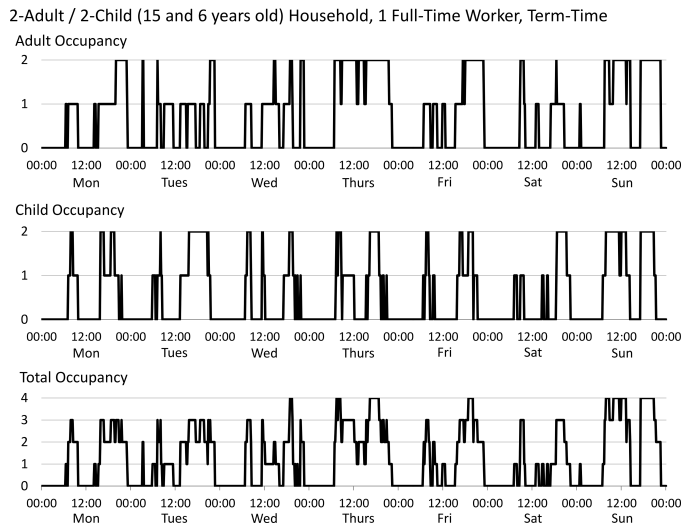 2-Adult / 2-Child (15 and 6 years old) Household, 1 Full-Time Worker, Term-Time
Adult Occupancy
2
1
0
00:00 12:00 00:00 12:00 00:00 12:00 00:00 12:00 00:00 12:00 00:00 12:00 00:00 12:00 00:00
Mon Tues Wed Thurs Fri Sat Sun
Child Occupancy
2
1
0
00:00 12:00 00:00 12:00 00:00 12:00 00:00 12:00 00:00 12:00 00:00 12:00 00:00 12:00 00:00
Mon Tues Wed Thurs Fri Sat Sun
Total Occupancy
4
3
2
1
0
00:00 12:00 00:00 12:00 00:00 12:00 00:00 12:00 00:00 12:00 00:00 12:00 00:00 12:00 00:00
Mon Tues Wed Thurs Fri Sat Sun